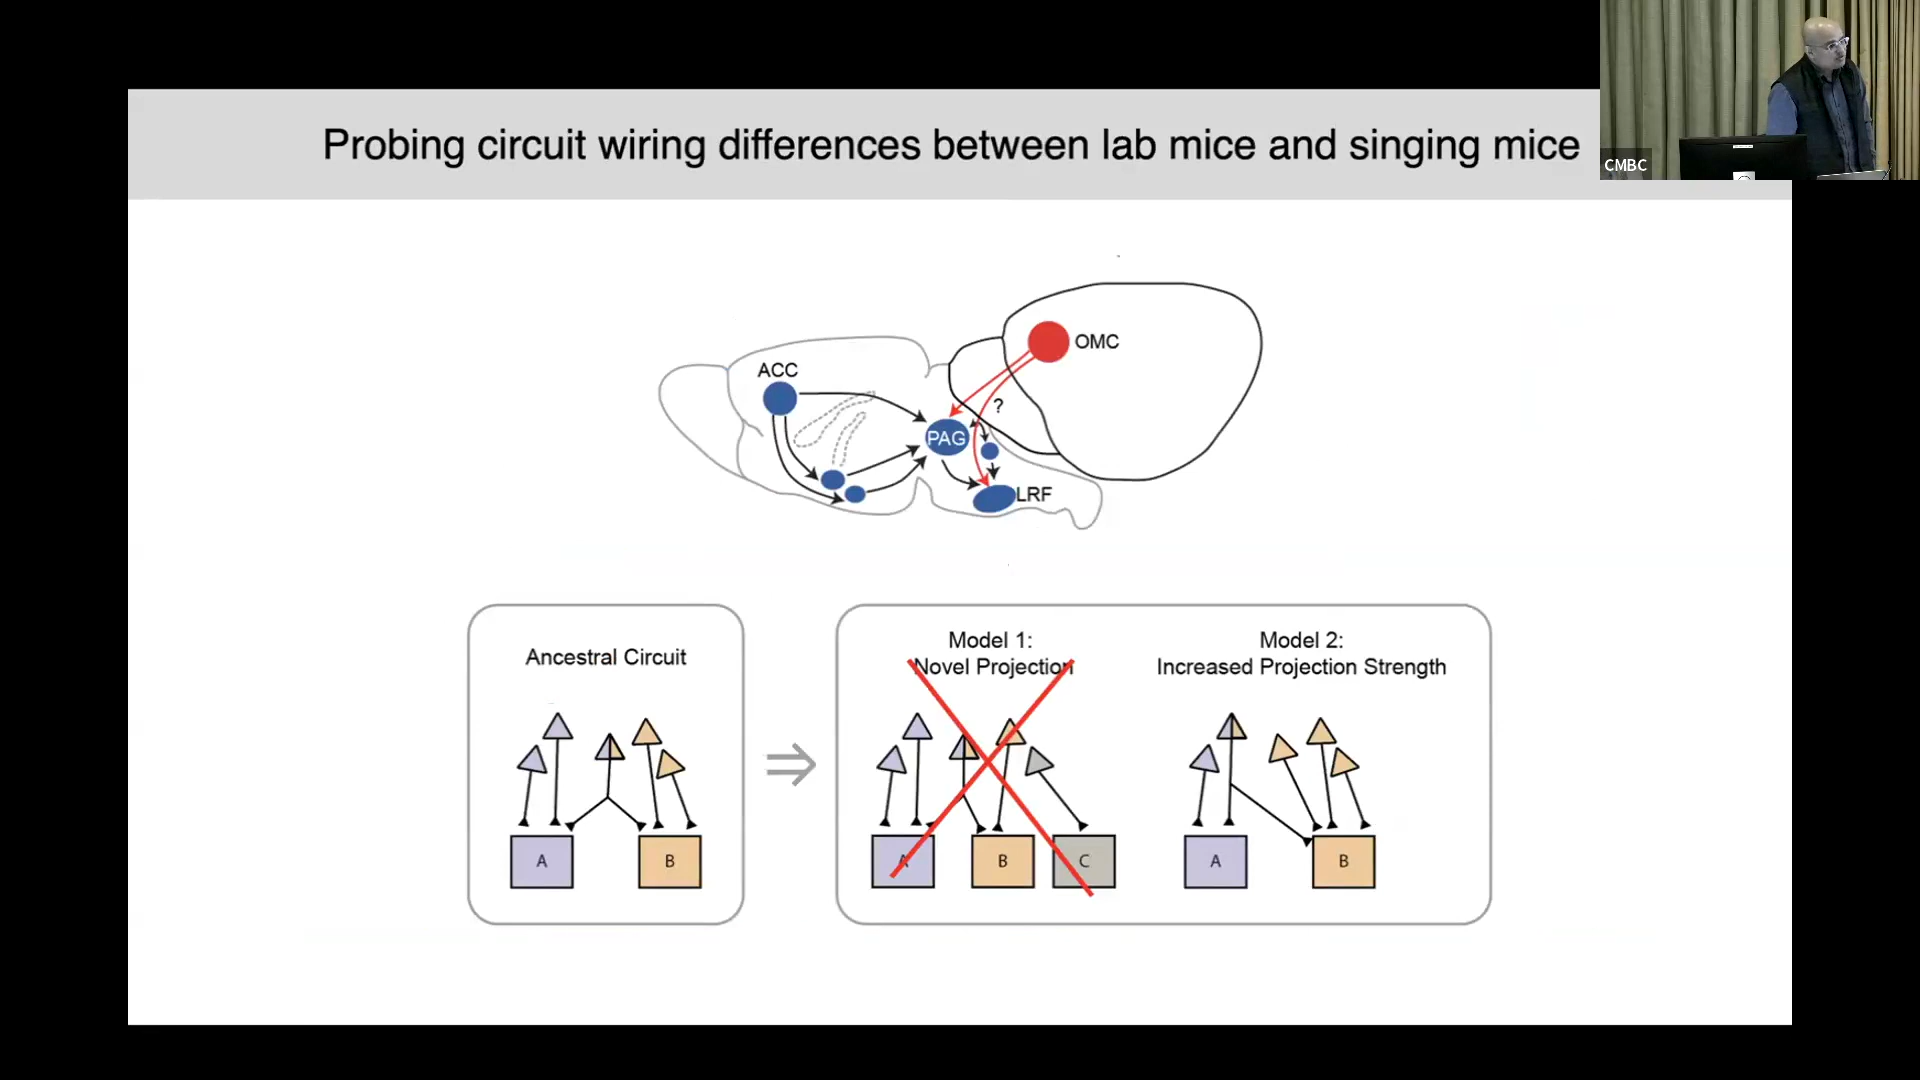 Probing circuit wiring differences between lab mice and singing mice
CMBC
OMC
ACC
?
PAG
LRF
Ancestral Circuit
A
B
Model 1:
Novel Projection
A
B
C
Model 2:
Increased Projection Strength
A
B